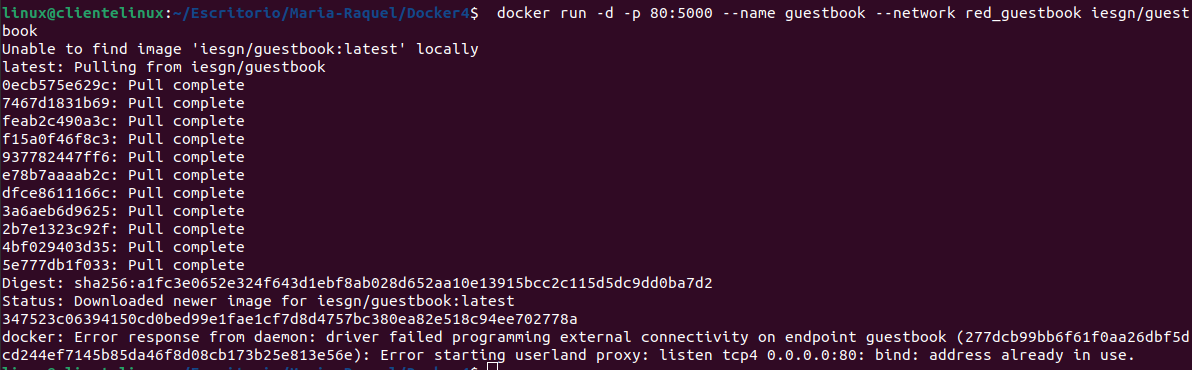 linux@clientelinux:~/Escritorio/Maria-Raquel/Docker4$  docker run -d -p 80:5000 --name guestbook --network red_guestbook iesgn/guest
book
Unable to find image 'iesgn/guestbook:latest' locally
latest: Pulling from iesgn/guestbook
0ecb575e629c: Pull complete
7467d1831b69: Pull complete
feab2c490a3c: Pull complete
f15a0f46f8c3: Pull complete
937782447ff6: Pull complete
e78b7aaaab2c: Pull complete
dfce8611166c: Pull complete
3a6aeb6d9625: Pull complete
2b7e1323c92f: Pull complete
4bf029403d35: Pull complete
5e777db1f033: Pull complete
Digest: sha256:a1fc3e0652e324f643d1ebf8ab028d652aa10e13915bcc2c115d5dc9dd0ba7d2
Status: Downloaded newer image for iesgn/guestbook:latest
347523c06394150cd0bed99e1fae1cf7d8d4757bc380ea82e518c94ee702778a
docker: Error response from daemon: driver failed programming external connectivity on endpoint guestbook (277dcb99bb6f61f0aa26dbf5d
cd244ef7145b85da46f8d08cb173b25e813e56e): Error starting userland proxy: listen tcp4 0.0.0.0:80: bind: address already in use.